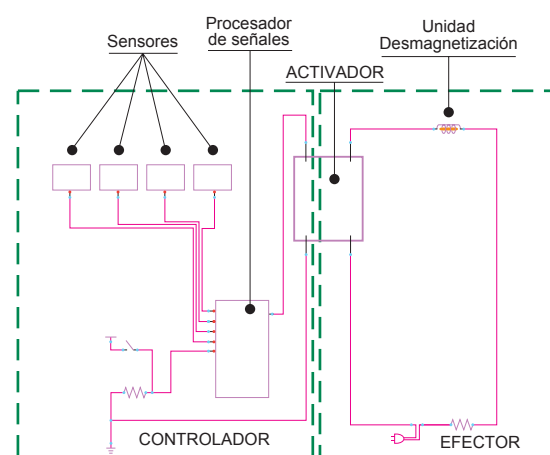 Sensores
Procesador
de señales
ACTIVADOR
Unidad
Desmagnetización
CONTROLADOR
EFECTOR